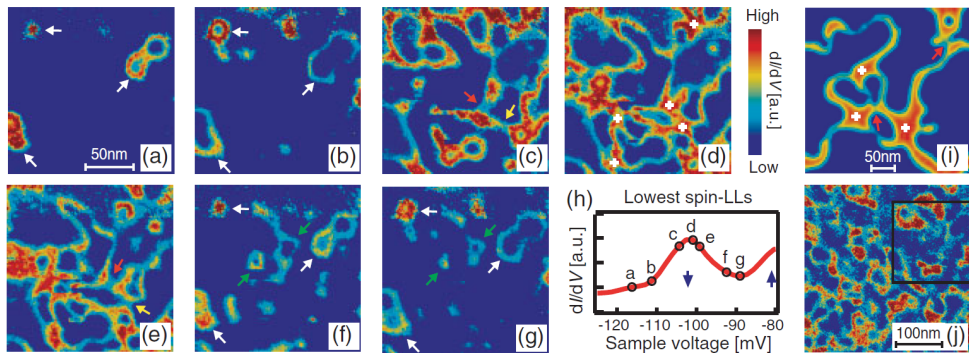 (a)
50nm
(b)
(c)
(d)
High
dI/dV [a.u.]
Low
(i)
50nm
(e)
(f)
(g)
(h)
Lowest spin-LLs
dI/dV [a.u.]
a
b
c
d
e
f
g
-120
-110
-100
-90
-80
Sample voltage [mV]
(j)
100nm